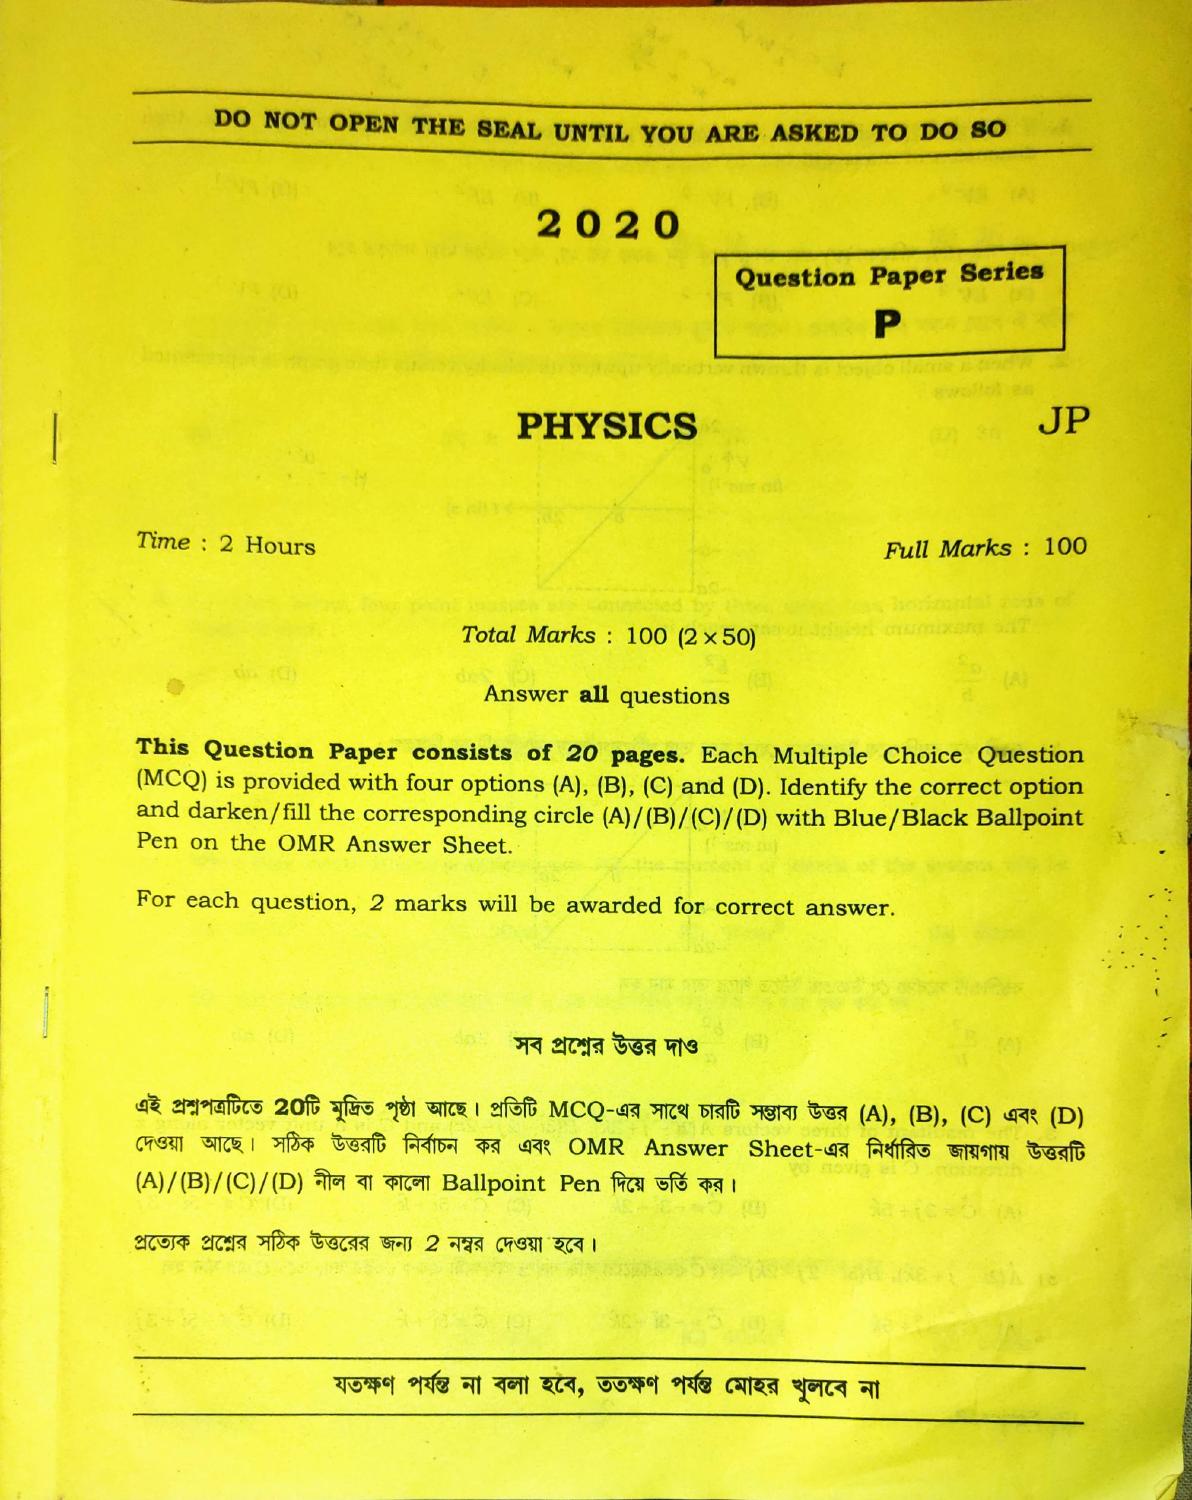 DO NOT OPEN THE SEAL UNTIL YOU ARE ASKED TO DO SO
2020
Question Paper Series
P
PHYSICS
JP
Time : 2 Hours
Full Marks : 100
Total Marks : 100 (2 × 50)
Answer all questions
This Question Paper consists of 20 pages. Each Multiple Choice Question
(MCQ) is provided with four options (A), (B), (C) and (D). Identify the correct option
and darken/fill the corresponding circle (A)/(B)/(C)/(D) with Blue/Black Ballpoint
Pen on the OMR Answer Sheet.
For each question, 2 marks will be awarded for correct answer.
সব প্রশ্নের উত্তর দাও
এই প্রশ্নপত্রটিতে 20টি মুদ্রিত পৃষ্ঠা আছে। প্রতিটি MCQ-এর সাথে চারটি সম্ভাব্য উত্তর (A), (B), (C) এবং (D)
দেওয়া আছে। সঠিক উত্তরটি নির্বাচন কর এবং OMR Answer Sheet-এর নির্ধারিত জায়গায় উত্তরটি
(A)/(B)/(C)/(D) নীল বা কালো Ballpoint Pen দিয়ে ভর্তি কর।
প্রত্যেক প্রশ্নের সঠিক উত্তরের জন্য 2 নম্বর দেওয়া হবে।
যতক্ষণ পর্যন্ত না বলা হবে, ততক্ষণ পর্যন্ত মোহর খুলবে না